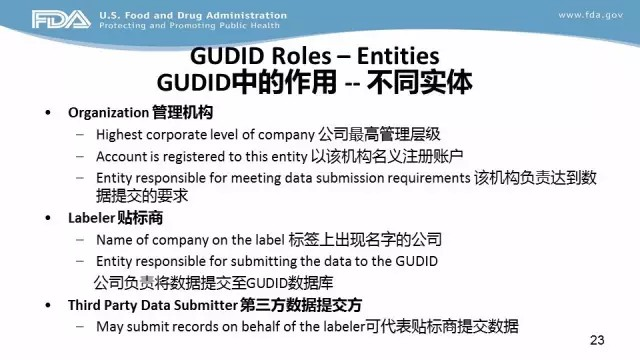 FDA U.S. Food and Drug Administration
Protecting and Promoting Public Health
www.fda.gov
GUDID Roles – Entities
GUDID中的作用 -- 不同实体
• Organization 管理机构
– Highest corporate level of company 公司最高管理层级
– Account is registered to this entity 以该机构名义注册账户
– Entity responsible for meeting data submission requirements 该机构负责达到数
据提交的要求
• Labeler 贴标商
– Name of company on the label 标签上出现名字的公司
– Entity responsible for submitting the data to the GUDID
公司负责将数据提交至GUDID数据库
• Third Party Data Submitter 第三方数据提交方
– May submit records on behalf of the labeler可代表贴标商提交数据
23